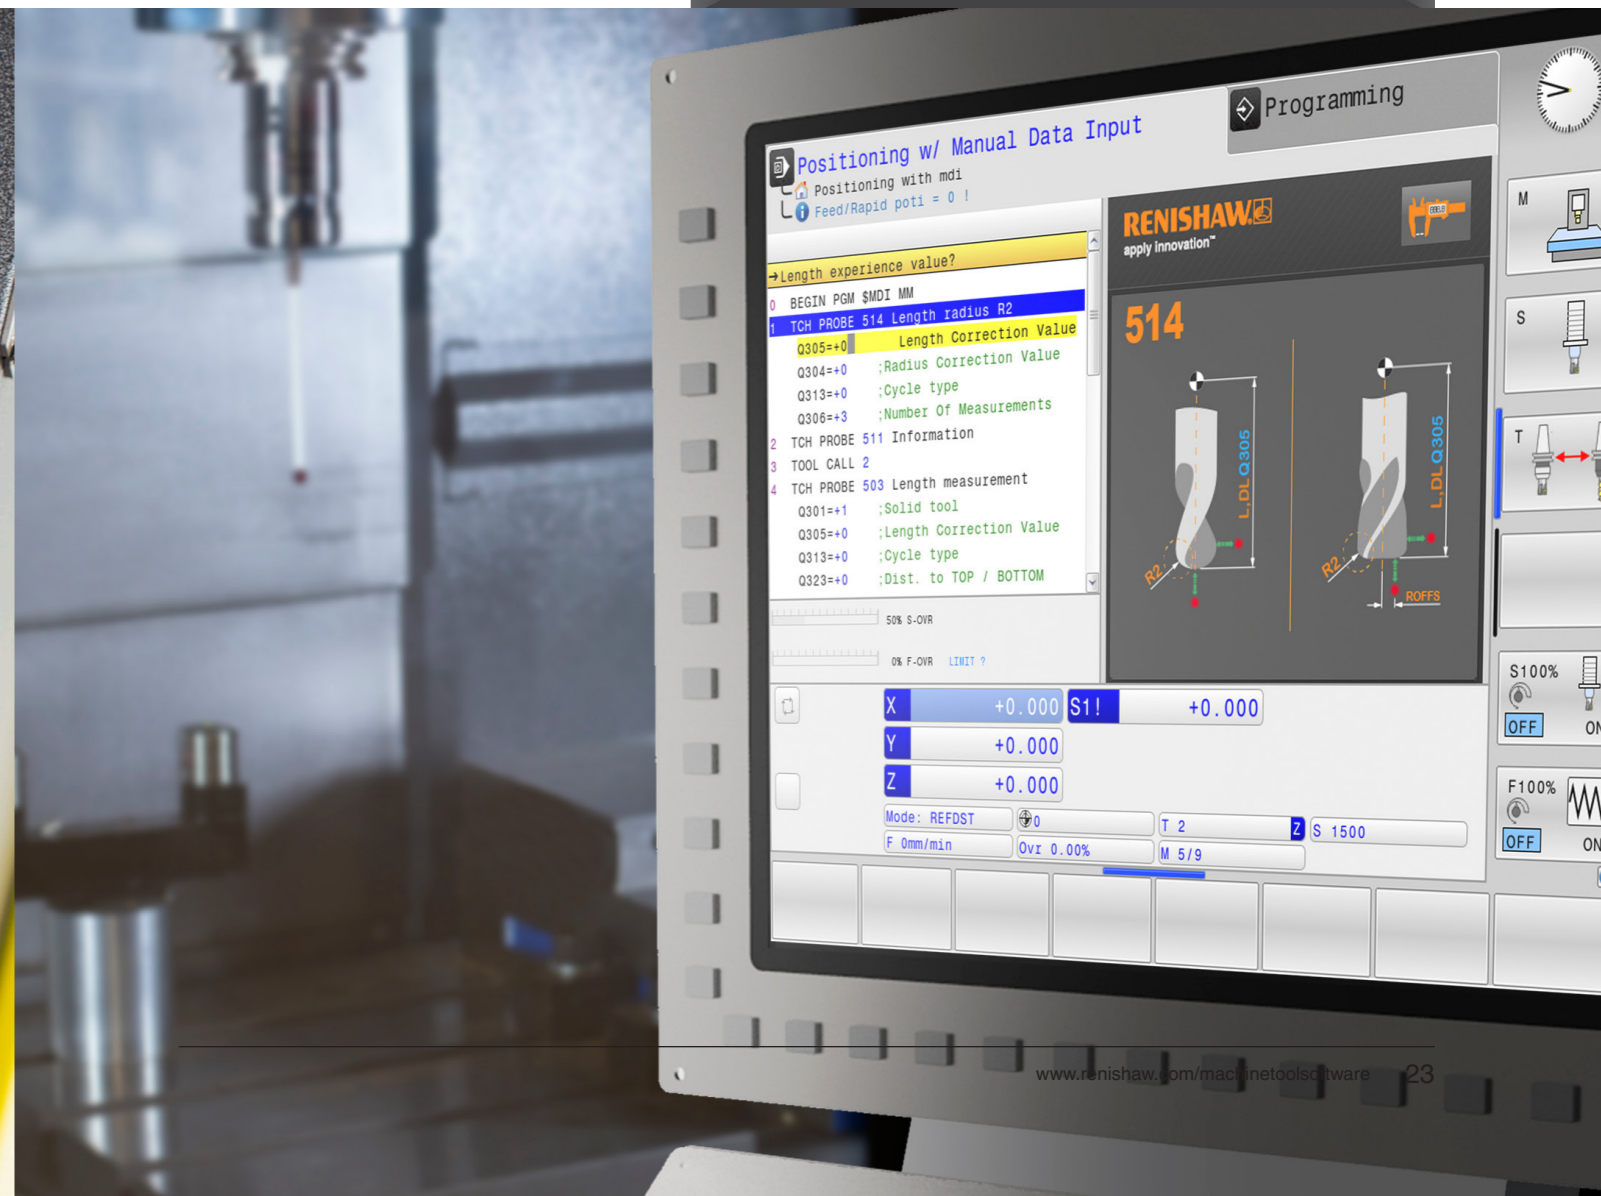 Positioning w/ Manual Data Input
Positioning with mdi
Feed/Rapid poti = 0 !
Programming
→Length experience value?
0 BEGIN PGM $MDI MM
1 TCH PROBE 514 Length radius R2
Q305=+0 Length Correction Value
Q304=+0 ;Radius Correction Value
Q313=+0 ;Cycle type
Q306=+3 ;Number Of Measurements
2 TCH PROBE 511 Information
3 TOOL CALL 2
4 TCH PROBE 503 Length measurement
Q301=+1 ;Solid tool
Q305=+0 ;Length Correction Value
Q313=+0 ;Cycle type
Q323=+0 ;Dist. to TOP / BOTTOM
50% S-OVR
0% F-OVR LIMIT ?
RENISHAW
apply innovation™
514
L,DL Q305
R2
L,DL Q305
R2
ROFFS
X +0.000 S1! +0.000
Y +0.000
Z +0.000
Mode: REFDST 0 T 2 Z S 1500
F 0mm/min Ovr 0.00% M 5/9
M
S
T
S100%
OFF ON
F100%
OFF ON
www.renishaw.com/machinetoolsoftware 23